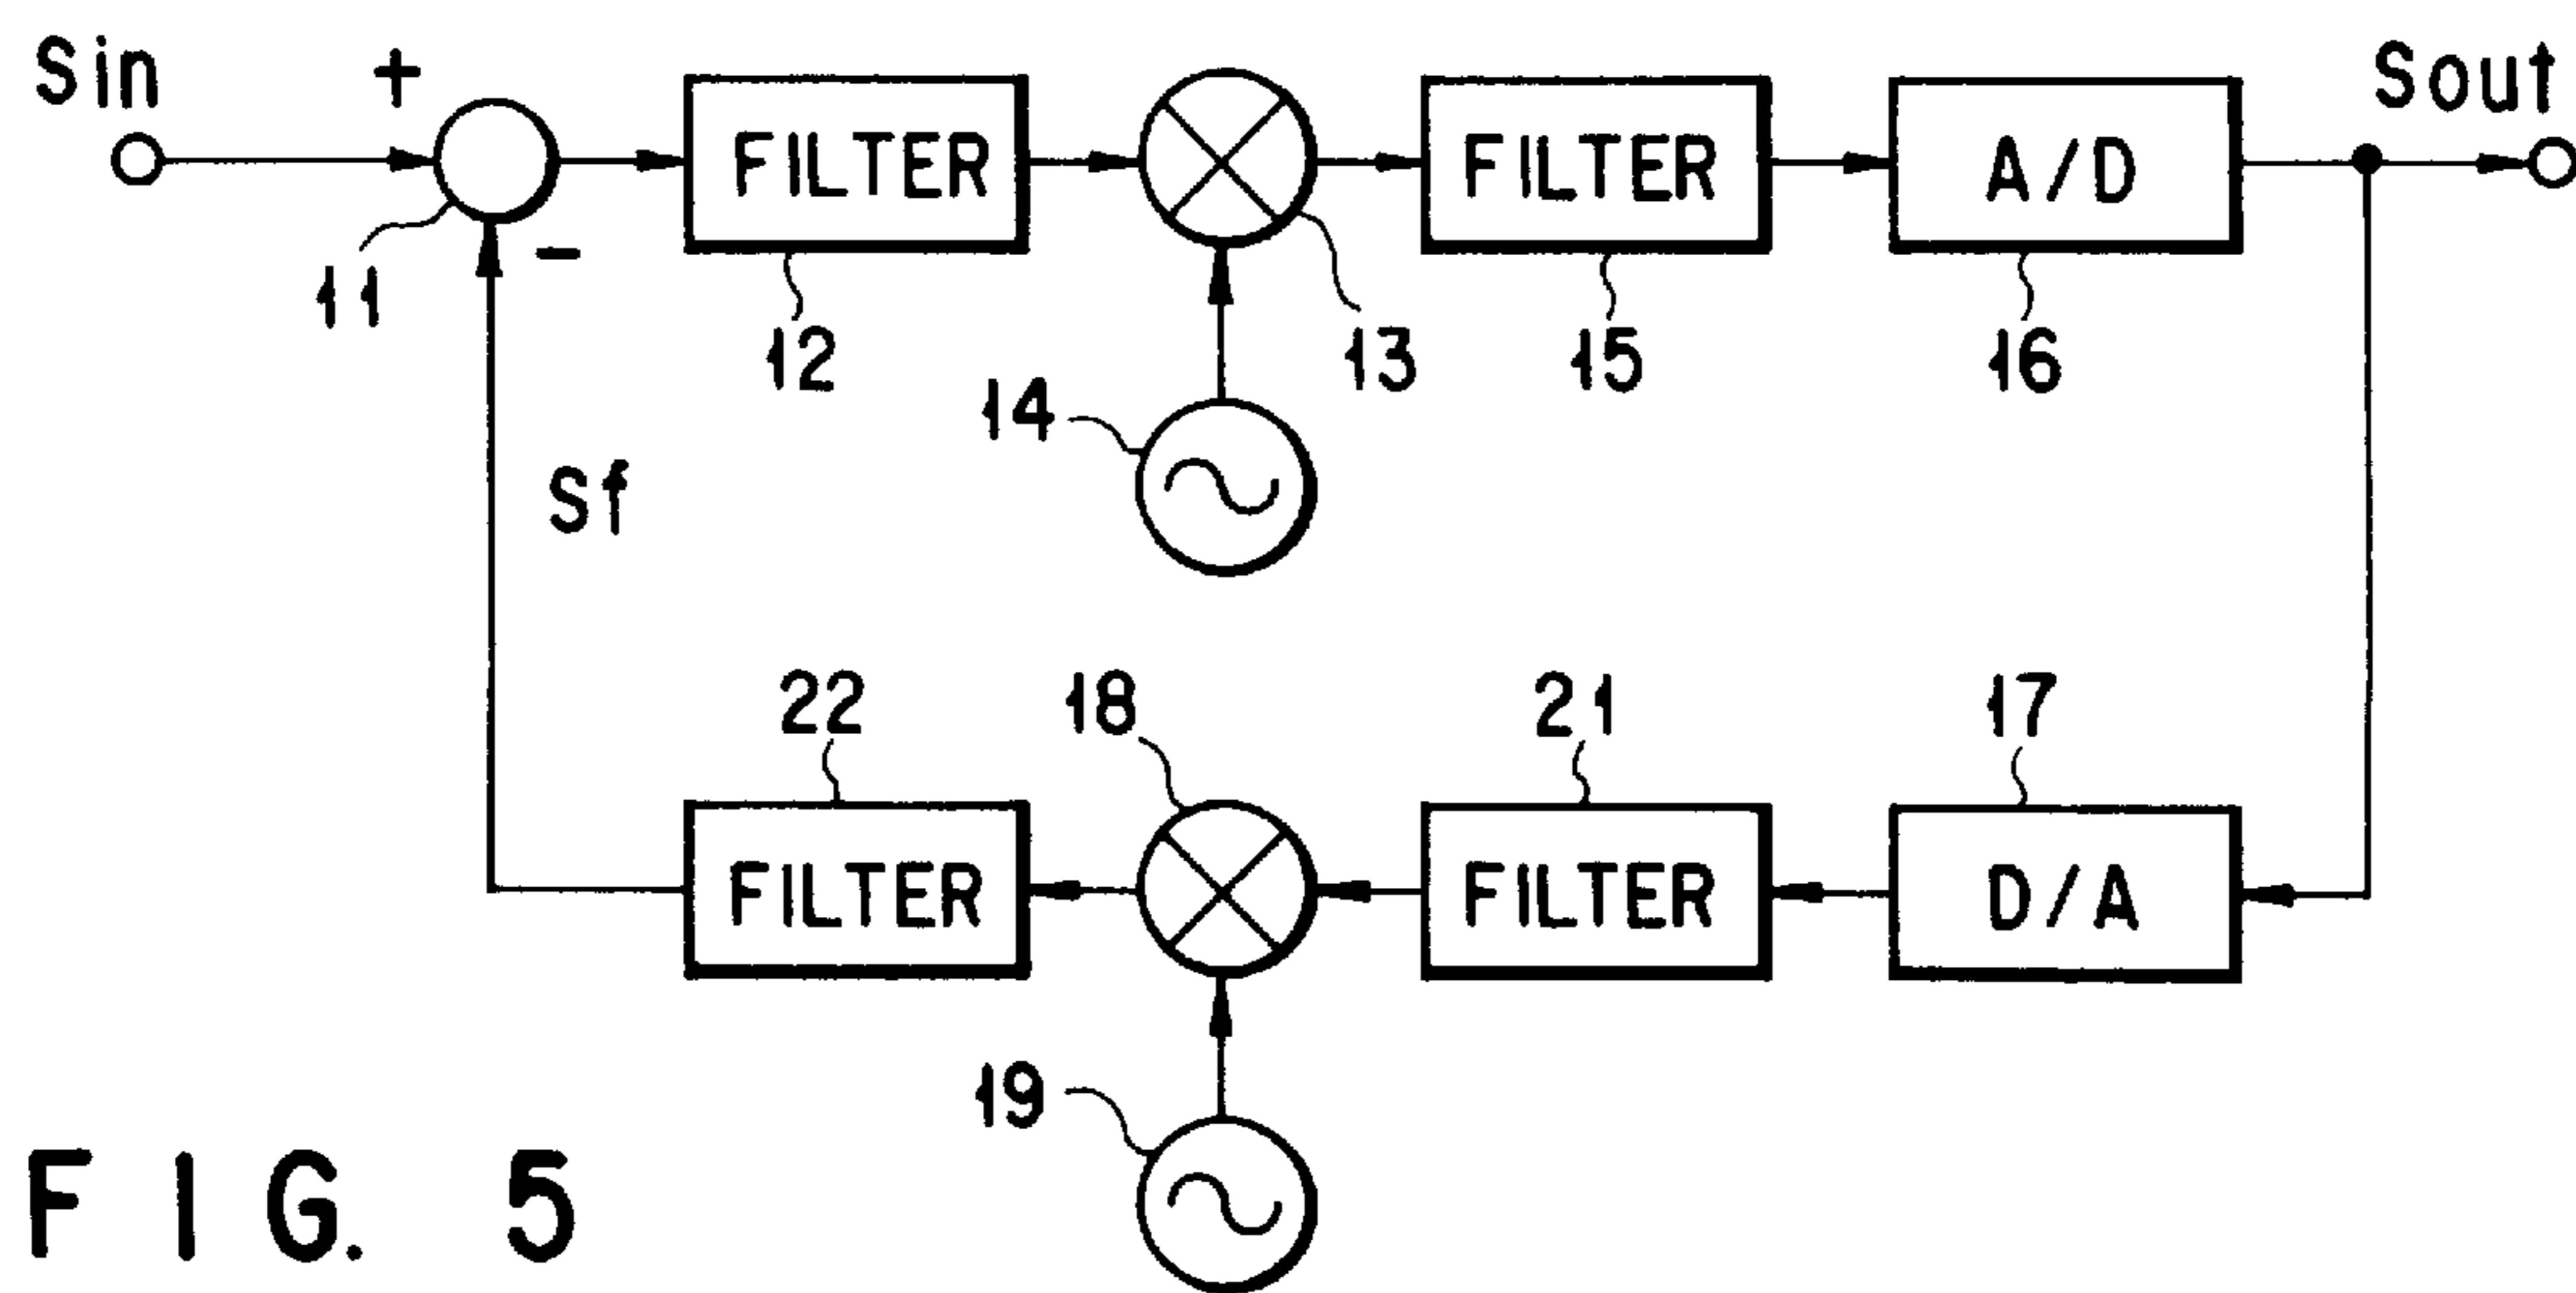 Sin
+
Sout
FILTER
FILTER
A/D
-
11
12
13
15
16
14
Sf
22
18
21
17
FILTER
FILTER
D/A
19
FIG. 5